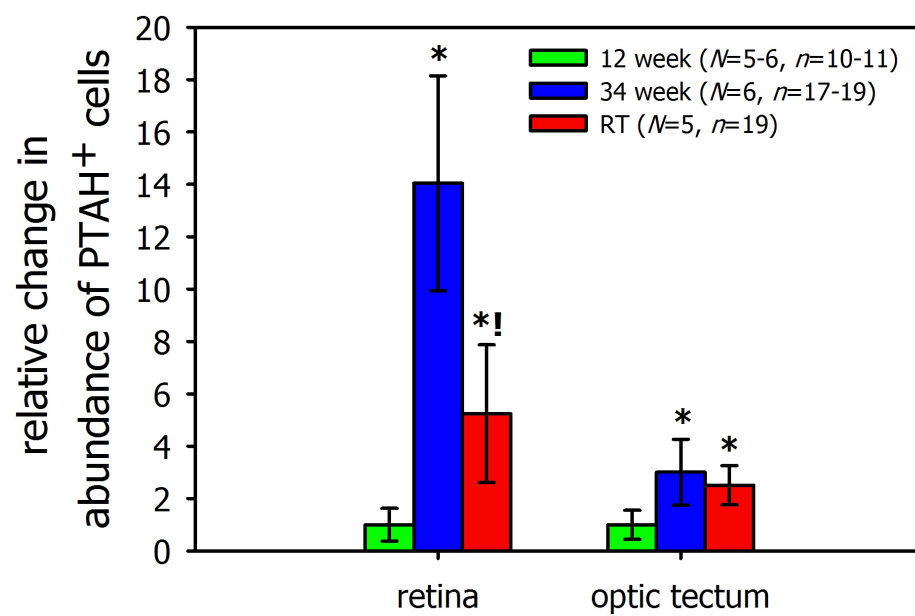 relative change in
abundance of PTAH+ cells
20
18
16
14
12
10
8
6
4
2
0
12 week (N=5-6, n=10-11)
34 week (N=6, n=17-19)
RT (N=5, n=19)
*
*!
*
*
retina
optic tectum